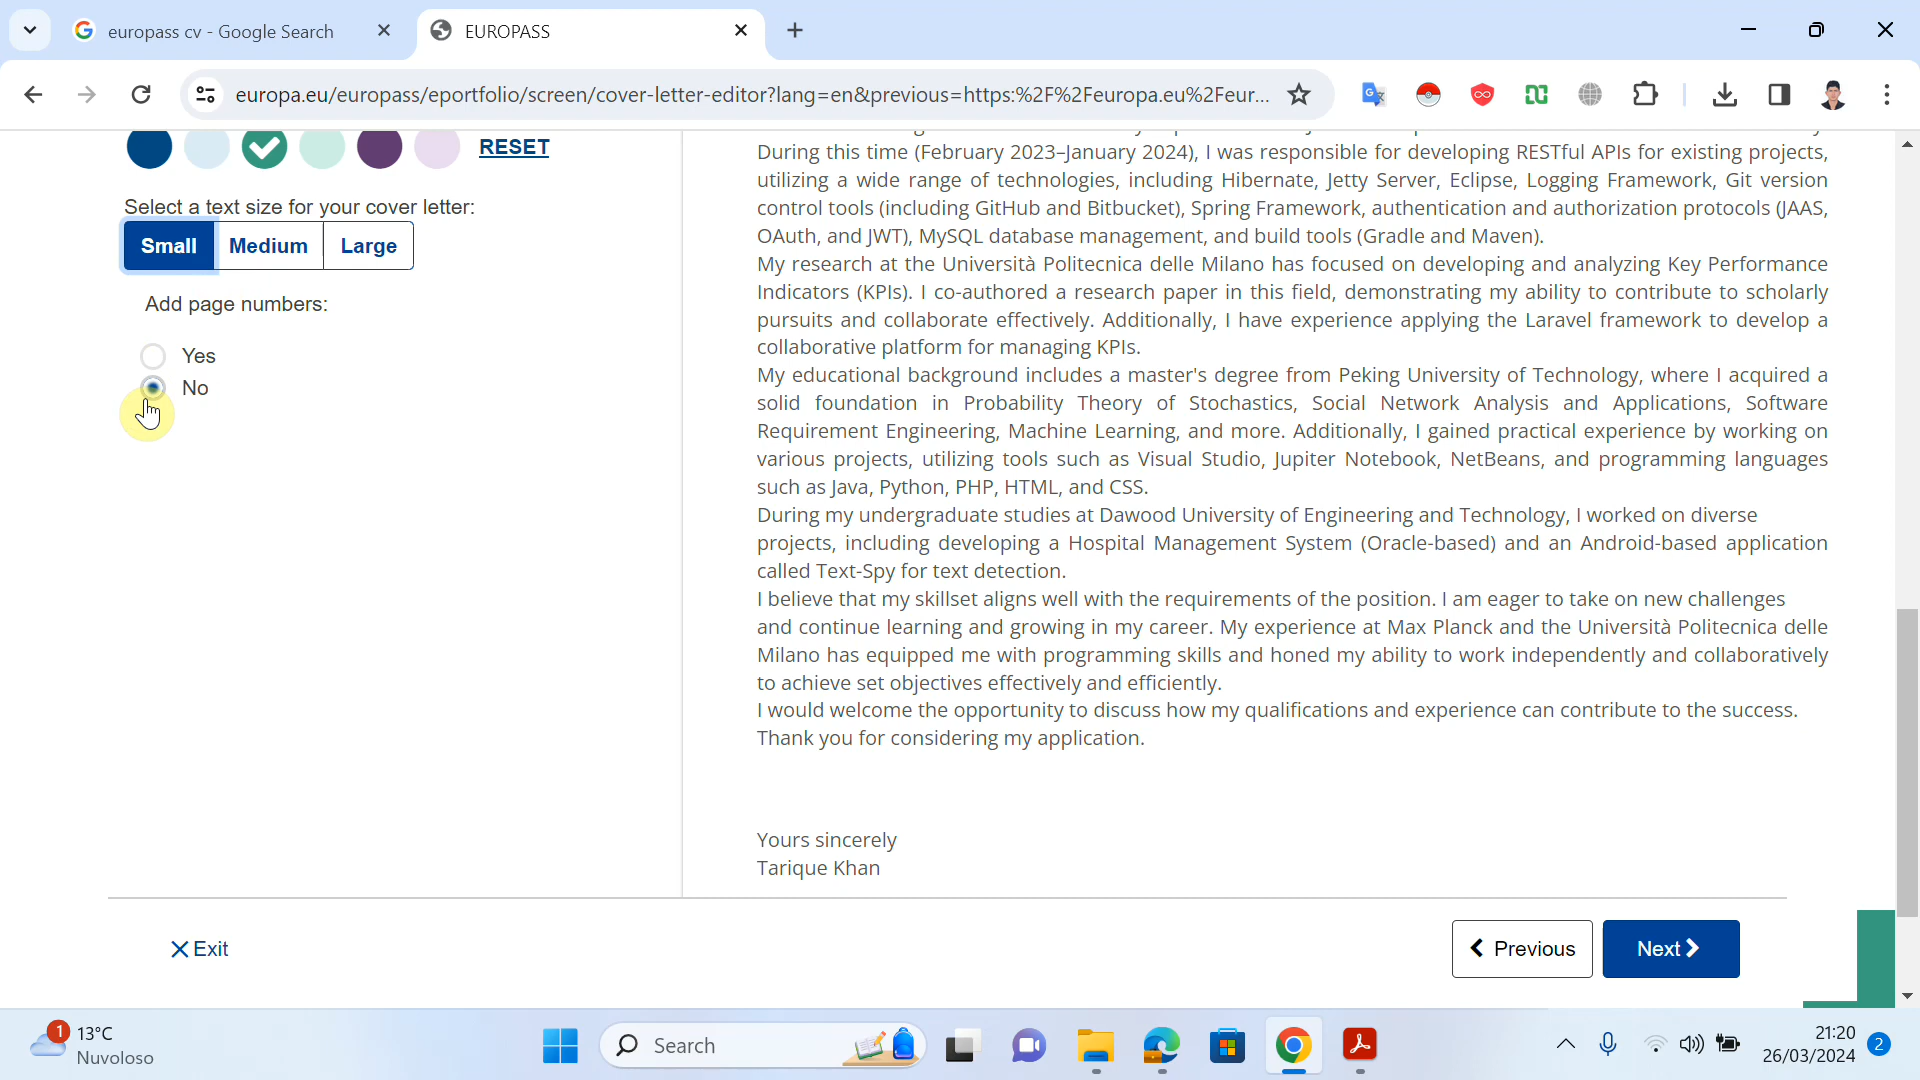 europass cv - Google Search
EUROPASS
europa.eu/europass/eportfolio/screen/cover-letter-editor?lang=en&previous=https:%2F%2Feuropa.eu%2Feur...
RESET
Select a text size for your cover letter:
Small Medium Large
Add page numbers:
Yes
No
During this time (February 2023–January 2024), I was responsible for developing RESTful APIs for existing projects,
utilizing a wide range of technologies, including Hibernate, Jetty Server, Eclipse, Logging Framework, Git version
control tools (including GitHub and Bitbucket), Spring Framework, authentication and authorization protocols (JAAS,
OAuth, and JWT), MySQL database management, and build tools (Gradle and Maven).
My research at the Università Politecnica delle Milano has focused on developing and analyzing Key Performance
Indicators (KPIs). I co-authored a research paper in this field, demonstrating my ability to contribute to scholarly
pursuits and collaborate effectively. Additionally, I have experience applying the Laravel framework to develop a
collaborative platform for managing KPIs.
My educational background includes a master's degree from Peking University of Technology, where I acquired a
solid foundation in Probability Theory of Stochastics, Social Network Analysis and Applications, Software
Requirement Engineering, Machine Learning, and more. Additionally, I gained practical experience by working on
various projects, utilizing tools such as Visual Studio, Jupiter Notebook, NetBeans, and programming languages
such as Java, Python, PHP, HTML, and CSS.
During my undergraduate studies at Dawood University of Engineering and Technology, I worked on diverse
projects, including developing a Hospital Management System (Oracle-based) and an Android-based application
called Text-Spy for text detection.
I believe that my skillset aligns well with the requirements of the position. I am eager to take on new challenges
and continue learning and growing in my career. My experience at Max Planck and the Università Politecnica delle
Milano has equipped me with programming skills and honed my ability to work independently and collaboratively
to achieve set objectives effectively and efficiently.
I would welcome the opportunity to discuss how my qualifications and experience can contribute to the success.
Thank you for considering my application.
Yours sincerely
Tarique Khan
Exit
Previous
Next
1
13°C
Nuvoloso
Search
21:20
26/03/2024
2